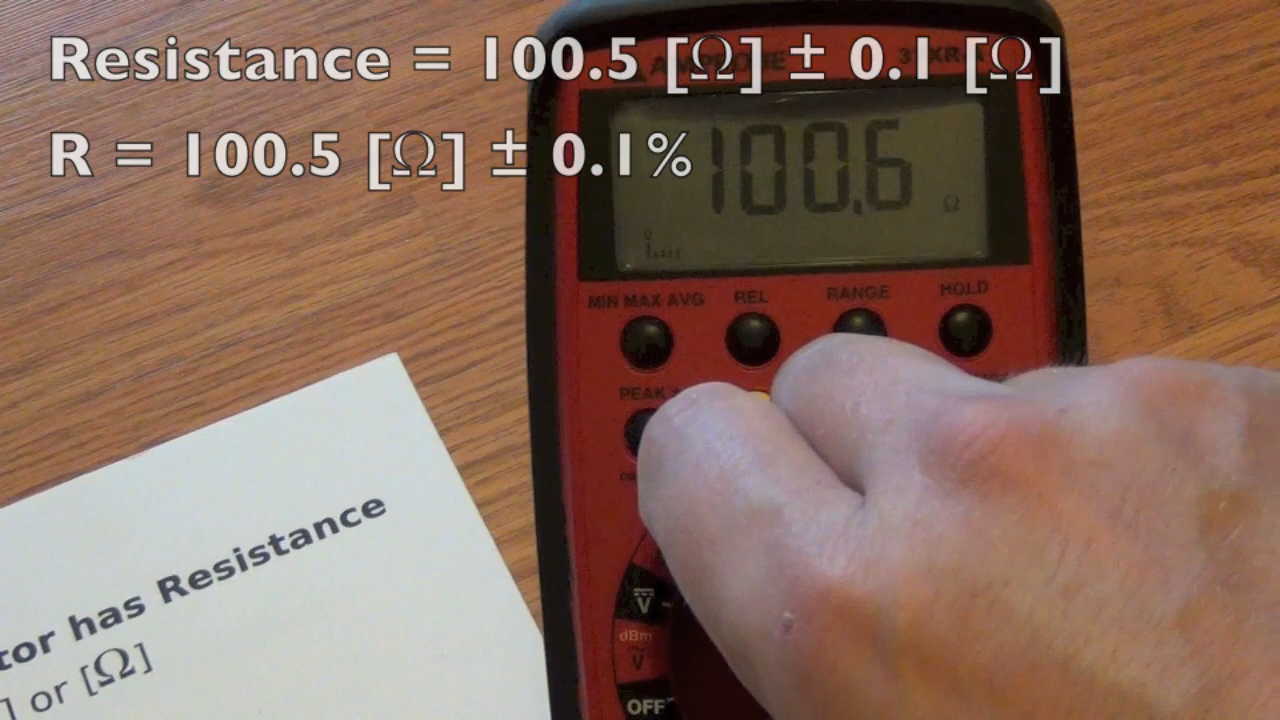 Resistance = 100.5 [Ω] ± 0.1 [Ω]
R = 100.5 [Ω] ± 0.1%
100.6
Ω
MIN MAX AVG REL RANGE HOLD
PEAK
V
dBm
V
OFF
tor has Resistance
] or [Ω]